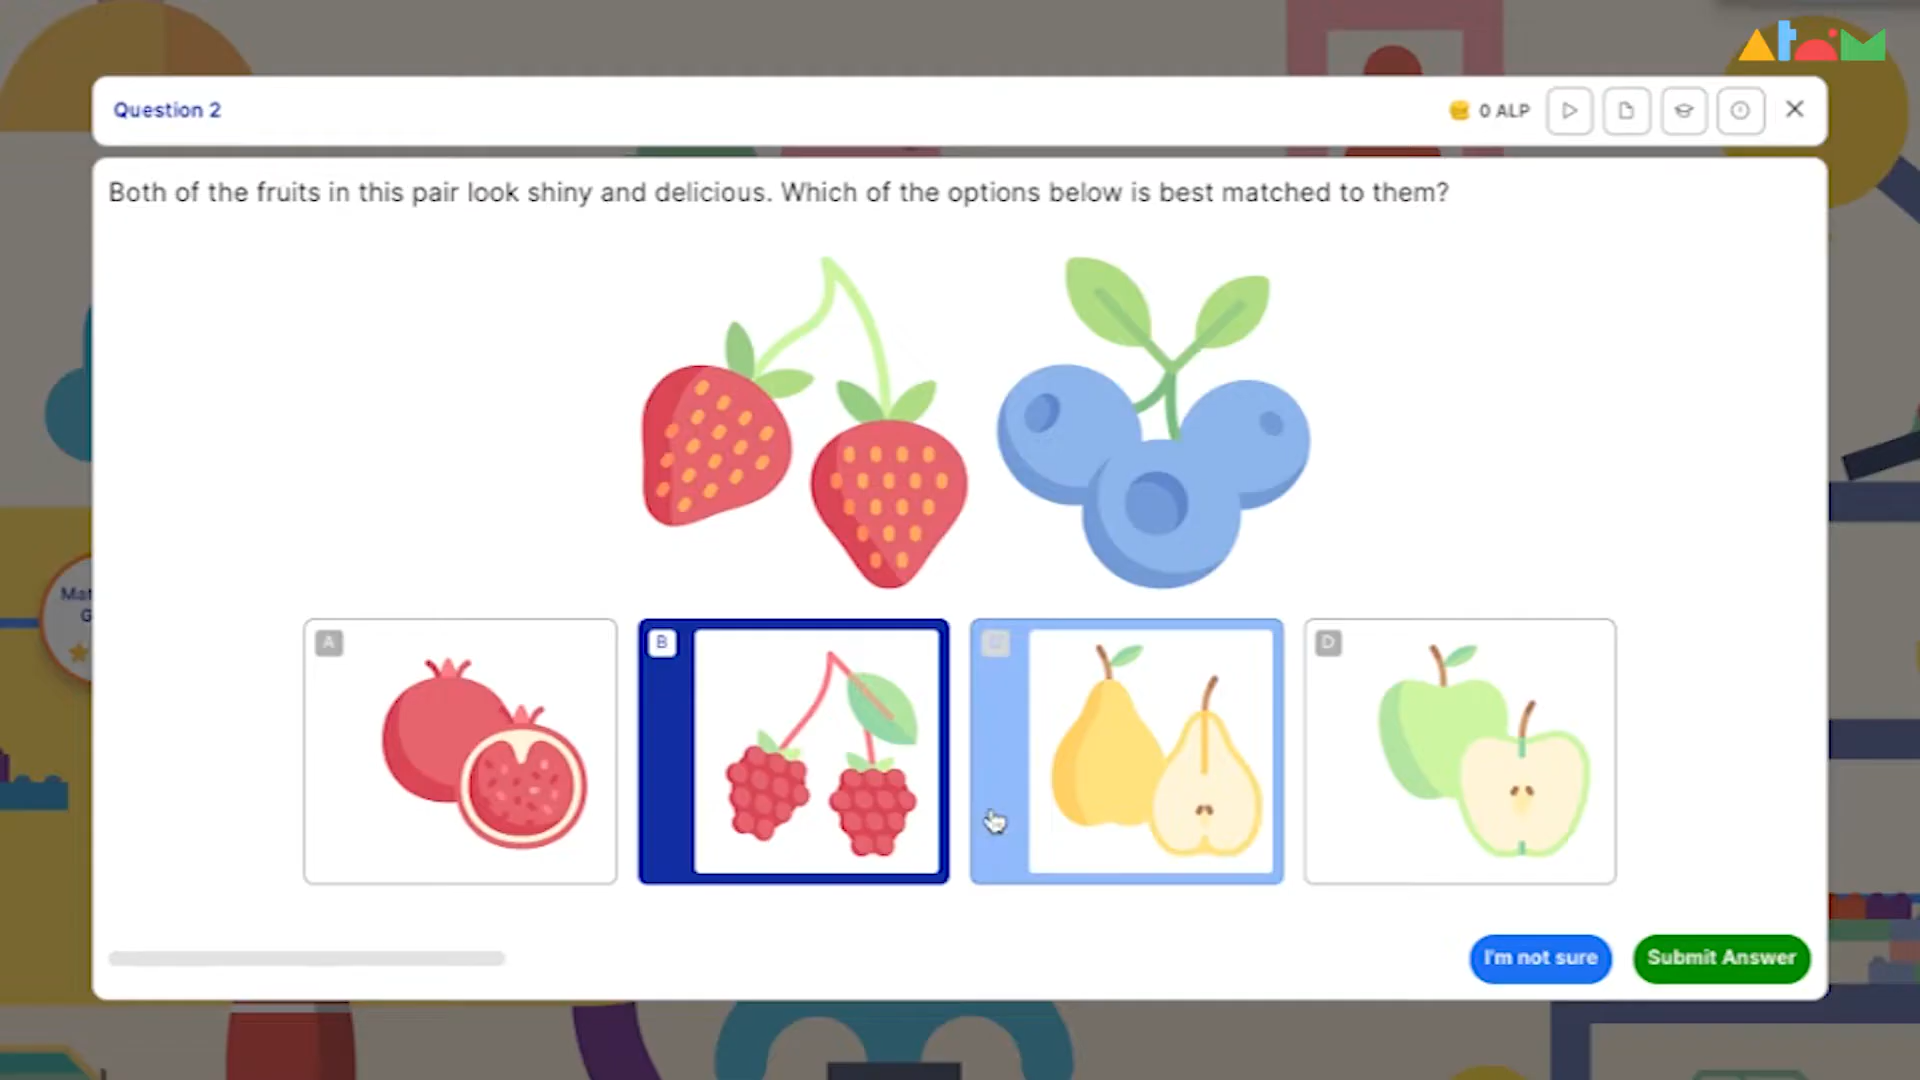 ATOM
Question 2
0 ALP
Both of the fruits in this pair look shiny and delicious. Which of the options below is best matched to them?
A
B
D
I'm not sure
Submit Answer